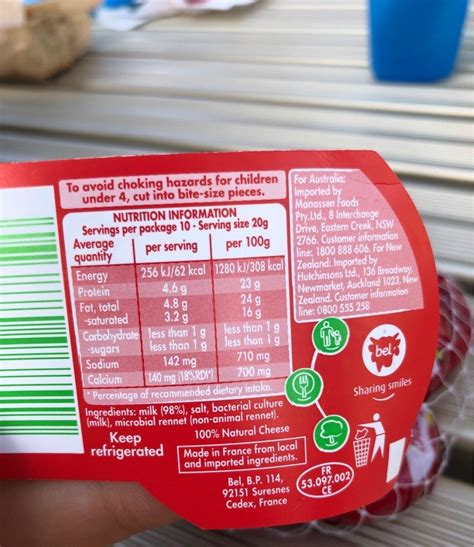 To avoid choking hazards for children
under 4, cut into bite-size pieces.
NUTRITION INFORMATION
Servings per package 10 - Serving size 20g
Average quantity per serving per 100g
Energy 256 kJ/62 kcal 1280 kJ/308 kcal
Protein 4.6 g 23 g
Fat, total 4.8 g 24 g
-saturated 3.2 g 16 g
Carbohydrate less than 1 g less than 1 g
-sugars less than 1 g less than 1 g
Sodium 142 mg 710 mg
Calcium 140 mg (18%RDI*) 700 mg
* Percentage of recommended dietary intake.
Ingredients: milk (98%), salt, bacterial culture
(milk), microbial rennet (non-animal rennet).
Keep
refrigerated
100% Natural Cheese
Made in France from local
and imported ingredients.
Bel, B.P. 114,
92151 Suresnes
Cedex, France
For Australia:
Imported by
Manassen Foods
Pty.Ltd., 8 Interchange
Drive, Eastern Creek, NSW
2766. Customer information
line: 1800 888 606. For New
Zealand: Imported by
Hutchinsons Ltd., 136 Broadway,
Newmarket, Auckland 1023, New
Zealand. Customer information
line: 0800 555 258
bel
Sharing smiles
FR
53.097.002
CE